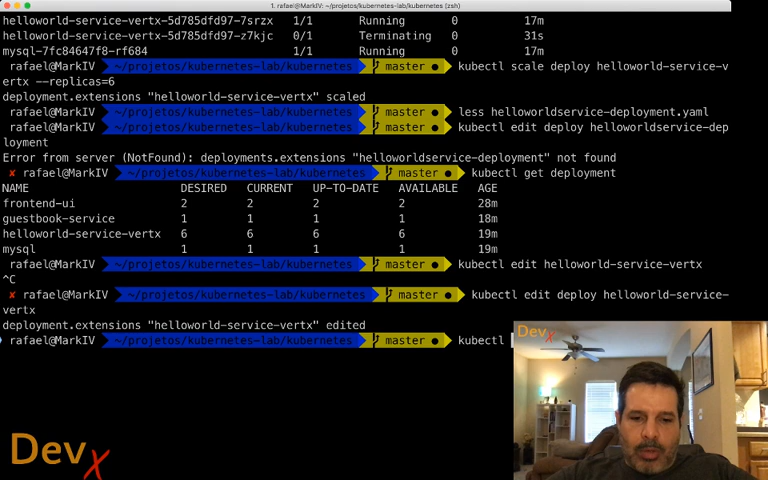 1. rafael@MarkIV: ~/projetos/kubernetes-lab/kubernetes (zsh)
helloworld-service-vertx-5d785dfd97-7srzx 1/1 Running 0 17m
helloworld-service-vertx-5d785dfd97-z7kjc 0/1 Terminating 0 31s
mysql-7fc84647f8-rf684 1/1 Running 0 17m
rafael@MarkIV ~/projetos/kubernetes-lab/kubernetes master ● kubectl scale deploy helloworld-service-v
ertx --replicas=6
deployment.extensions "helloworld-service-vertx" scaled
rafael@MarkIV ~/projetos/kubernetes-lab/kubernetes master ● less helloworldservice-deployment.yaml
rafael@MarkIV ~/projetos/kubernetes-lab/kubernetes master ● kubectl edit deploy helloworldservice-dep
loyment
Error from server (NotFound): deployments.extensions "helloworldservice-deployment" not found
✘ rafael@MarkIV ~/projetos/kubernetes-lab/kubernetes master ● kubectl get deployment
NAME DESIRED CURRENT UP-TO-DATE AVAILABLE AGE
frontend-ui 2 2 2 2 28m
guestbook-service 1 1 1 1 18m
helloworld-service-vertx 6 6 6 6 19m
mysql 1 1 1 1 19m
rafael@MarkIV ~/projetos/kubernetes-lab/kubernetes master ● kubectl edit helloworld-service-vertx
^C
✘ rafael@MarkIV ~/projetos/kubernetes-lab/kubernetes master ● kubectl edit deploy helloworld-service-
vertx
deployment.extensions "helloworld-service-vertx" edited
rafael@MarkIV ~/projetos/kubernetes-lab/kubernetes master ● kubectl
Dev x
Dev x